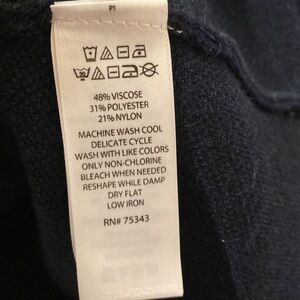 P1
48% VISCOSE
31% POLYESTER
21% NYLON
MACHINE WASH COOL
DELICATE CYCLE
WASH WITH LIKE COLORS
ONLY NON-CHLORINE
BLEACH WHEN NEEDED
RESHAPE WHILE DAMP
DRY FLAT
LOW IRON
RN# 75343